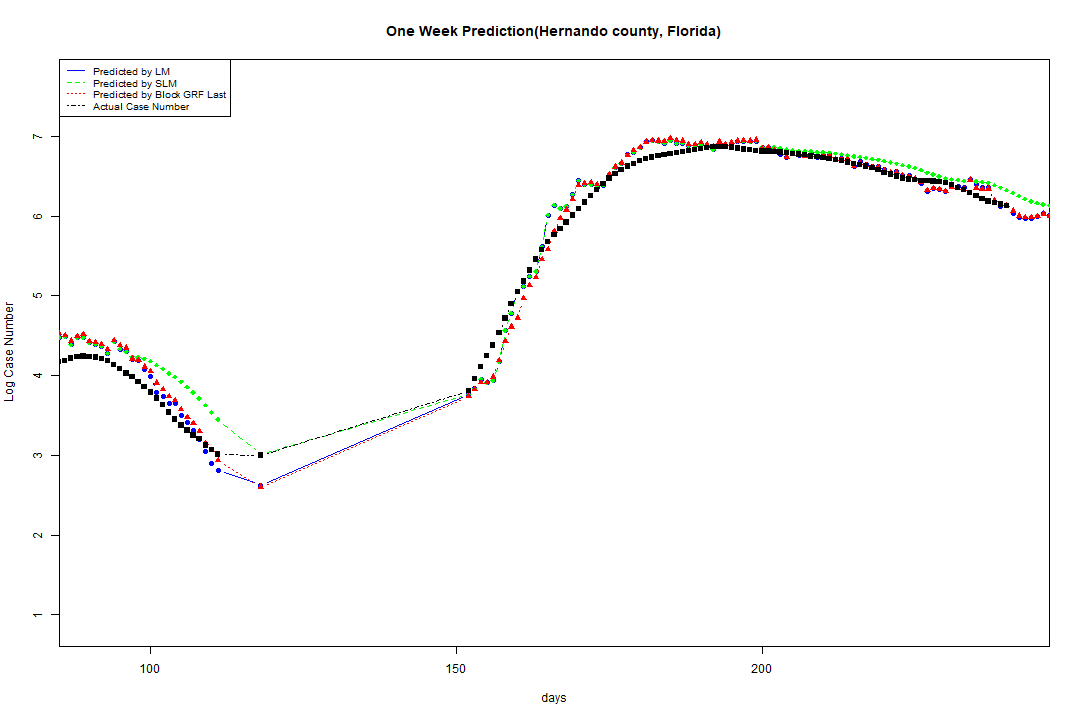 One Week Prediction(Hernando county, Florida)
Predicted by LM
Predicted by SLM
Predicted by Block GRF Last
Actual Case Number
7
6
5
4
3
2
1
Log Case Number
100
150
200
days